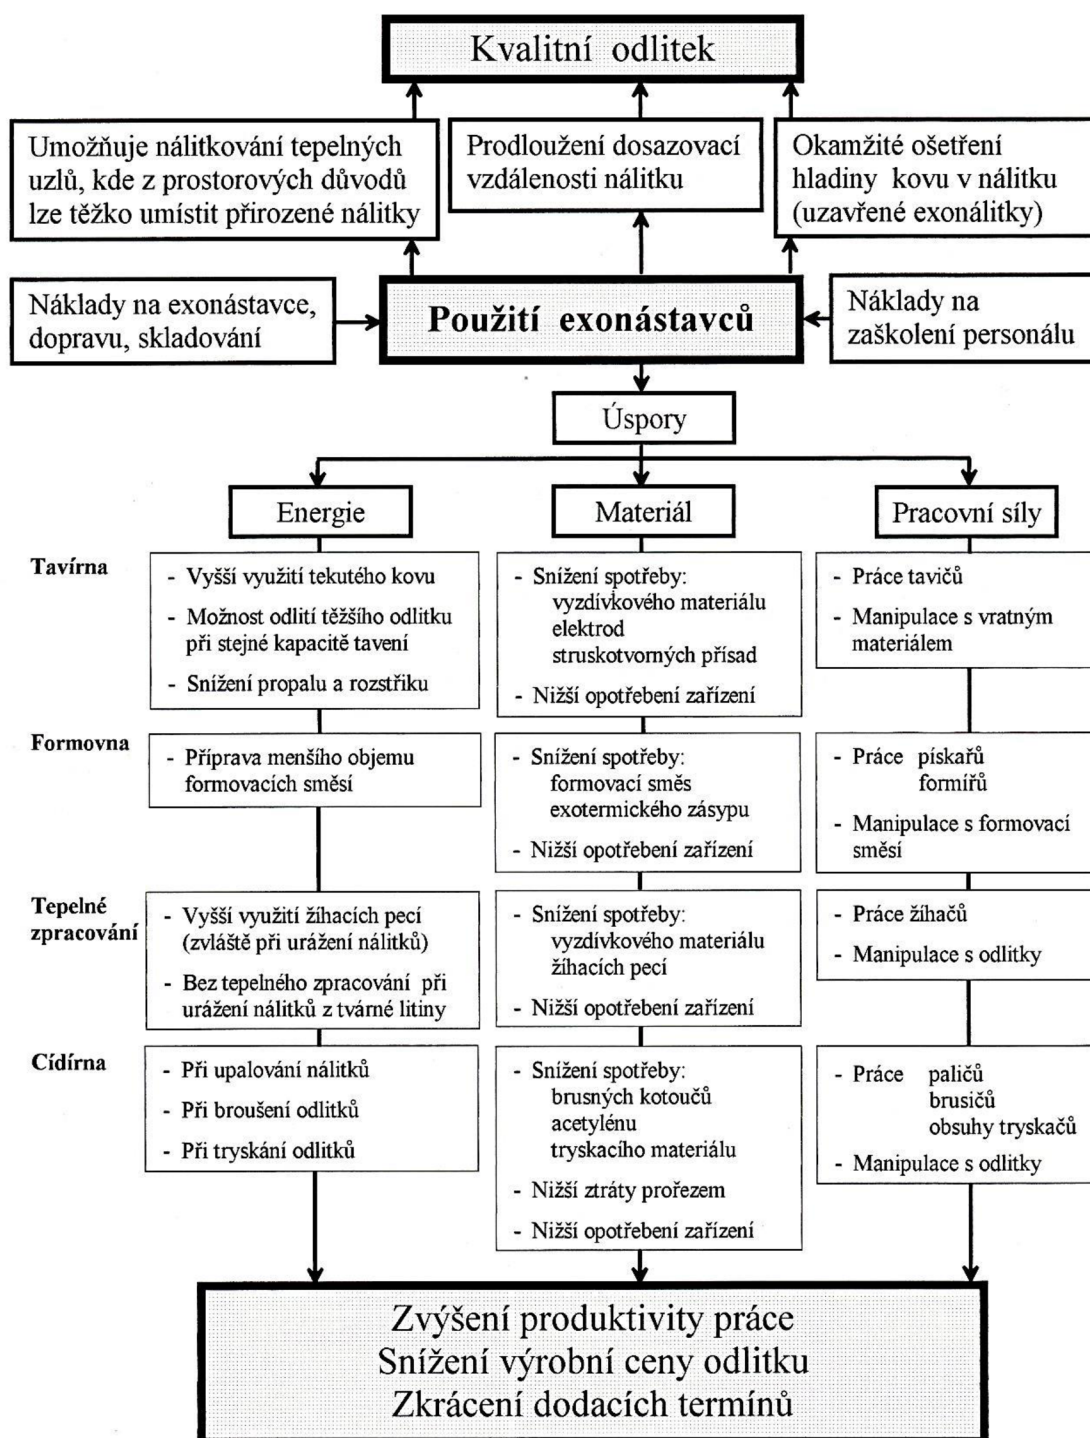 Kvalitní odlitek
Umožňuje nálitkování tepelných
uzlů, kde z prostorových důvodů
lze těžko umístit přirozené nálitky
Prodloužení dosazovací
vzdálenosti nálitku
Okamžité ošetření
hladiny kovu v nálitku
(uzavřené exonálitky)
Náklady na exonástavce,
dopravu, skladování
Použití exonástavců
Náklady na
zaškolení personálu
Úspory
Energie
Materiál
Pracovní síly
Tavírna
- Vyšší využití tekutého kovu
- Možnost odlití těžšího odlitku
při stejné kapacitě tavení
- Snížení propalu a rozstřiku
- Snížení spotřeby:
vyzdívkového materiálu
elektrod
struskotvorných přísad
- Nižší opotřebení zařízení
- Práce tavičů
- Manipulace s vratným
materiálem
Formovna
- Příprava menšího objemu
formovacích směsí
- Snížení spotřeby:
formovací směs
exotermického zásypu
- Nižší opotřebení zařízení
- Práce pískařů
formířů
- Manipulace s formovací
směsí
Tepelné
zpracování
- Vyšší využití žíhacích pecí
(zvláště při urážení nálitků)
- Bez tepelného zpracování při
urážení nálitků z tvárné litiny
- Snížení spotřeby:
vyzdívkového materiálu
žíhacích pecí
- Nižší opotřebení zařízení
- Práce žíhačů
- Manipulace s odlitky
Cídírna
- Při upalování nálitků
- Při broušení odlitků
- Při tryskání odlitků
- Snížení spotřeby:
brusných kotoučů
acetylénu
tryskacího materiálu
- Nižší ztráty prořezem
- Nižší opotřebení zařízení
- Práce paličů
brusičů
obsuhy tryskačů
- Manipulace s odlitky
Zvýšení produktivity práce
Snížení výrobní ceny odlitku
Zkrácení dodacích termínů